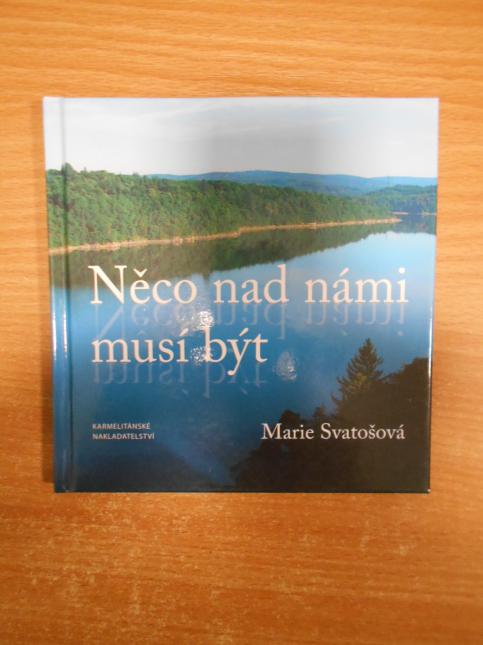 Něco nad námi
musí být
KARMELITÁNSKÉ
NAKLADATELSTVÍ
Marie Svatošová